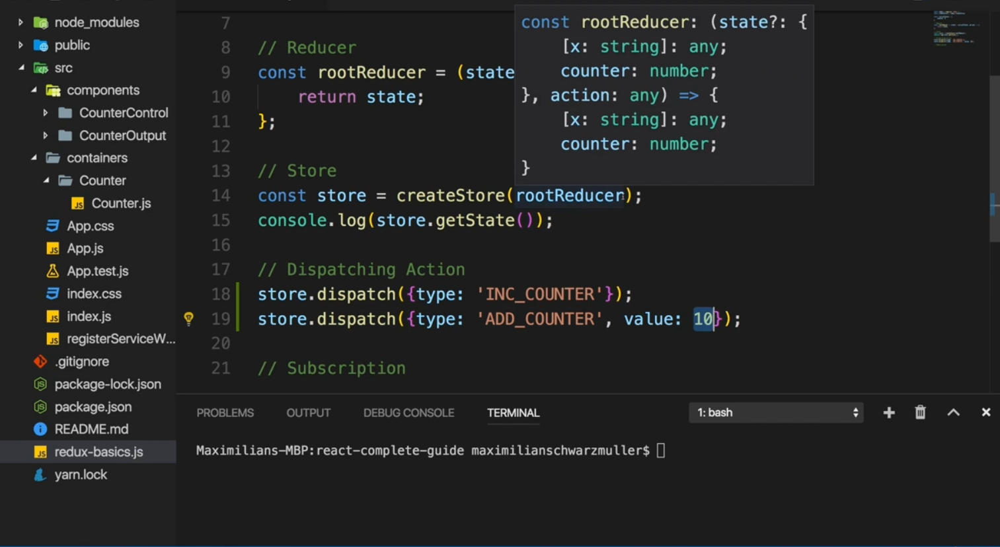 node_modules
public
src
components
CounterControl
CounterOutput
containers
Counter
Counter.js
App.css
App.js
App.test.js
index.css
index.js
registerServiceW...
.gitignore
package-lock.json
package.json
README.md
redux-basics.js
yarn.lock
7
8 // Reducer
9 const rootReducer = (state
10 return state;
11 };
12
13 // Store
14 const store = createStore(rootReducer);
15 console.log(store.getState());
16
17 // Dispatching Action
18 store.dispatch({type: 'INC_COUNTER'});
19 store.dispatch({type: 'ADD_COUNTER', value: 10});
20
21 // Subscription
const rootReducer: (state?: {
[x: string]: any;
counter: number;
}, action: any) => {
[x: string]: any;
counter: number;
}
PROBLEMS OUTPUT DEBUG CONSOLE TERMINAL 1: bash
Maximilians-MBP:react-complete-guide maximilianschwarzmuller$